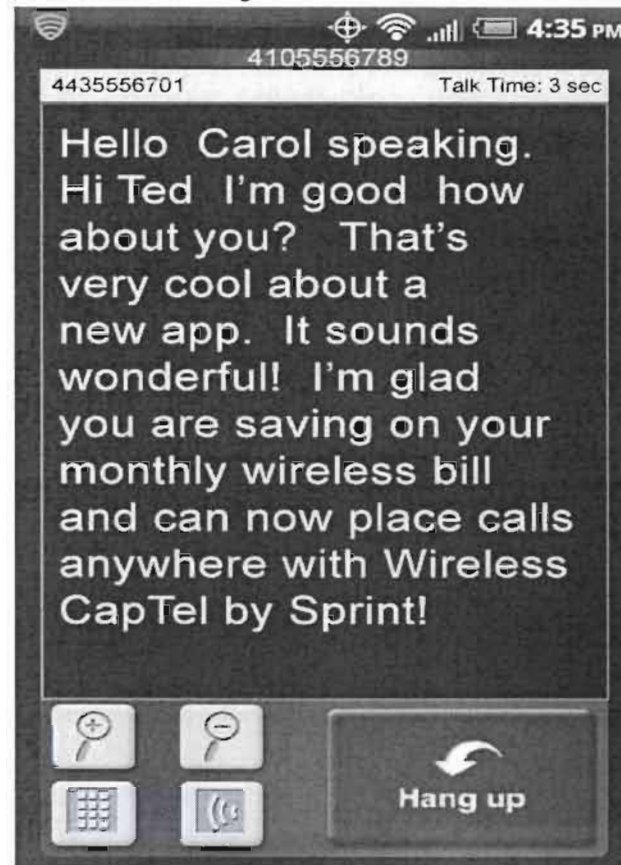 4:35 PM
4105556789
4435556701 Talk Time: 3 sec
Hello Carol speaking.
Hi Ted I'm good how
about you? That's
very cool about a
new app. It sounds
wonderful! I'm glad
you are saving on your
monthly wireless bill
and can now place calls
anywhere with Wireless
CapTel by Sprint!
Hang up